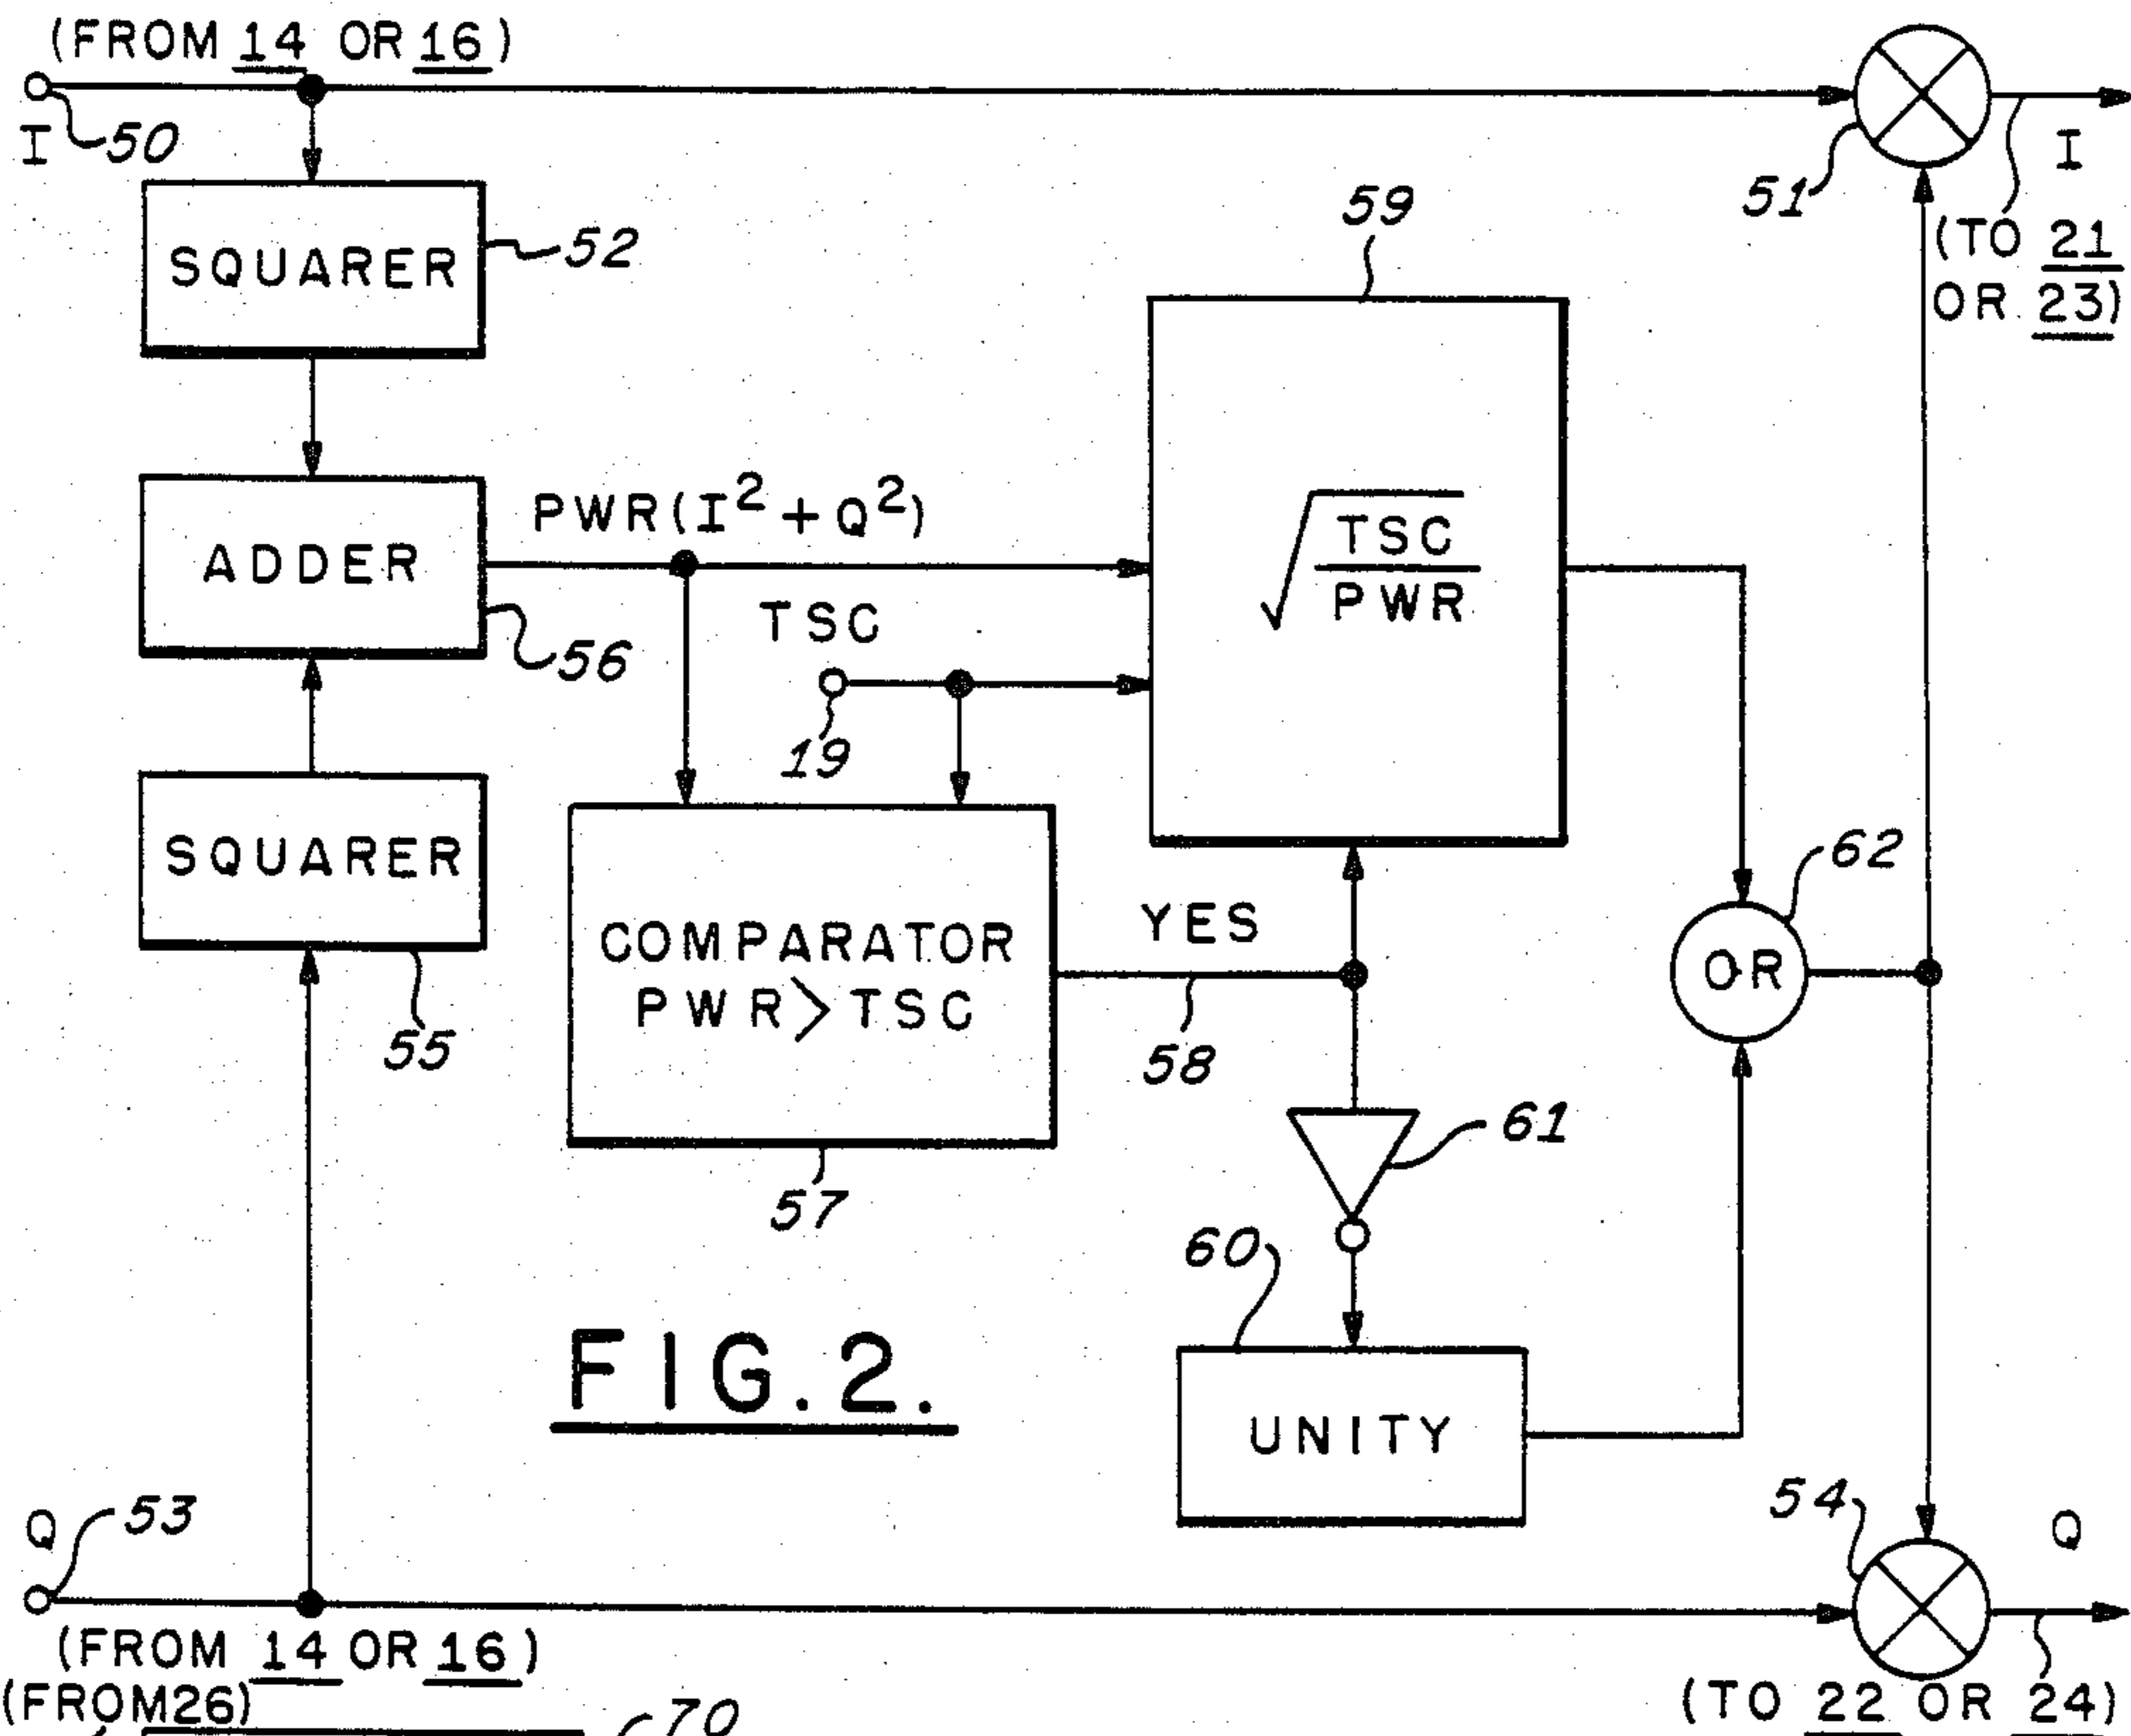 (FROM 14 OR 16)
I
50
51
I
(TO 21
OR 23)
SQUARER
52
59
PWR(I² + Q²)
√TSC/PWR
ADDER
56
TSC
19
SQUARER
55
COMPARATOR
PWR>TSC
57
YES
58
62
OR
61
60
UNITY
FIG.2.
Q
53
54
Q
(FROM 14 OR 16)
(FROM26)
70
(TO 22 OR 24)